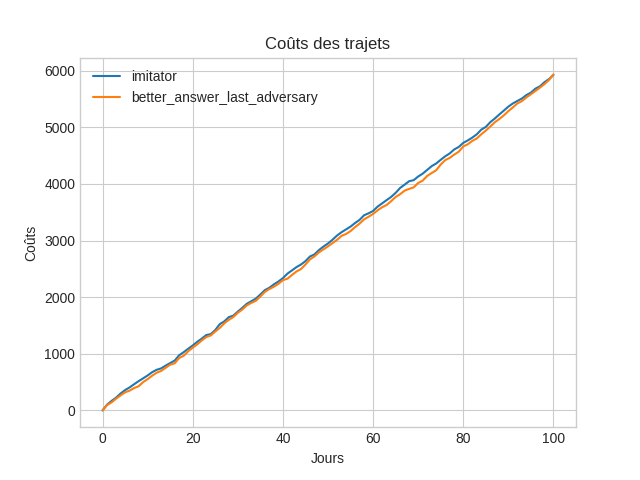 Coûts des trajets
imitator
better_answer_last_adversary
6000
5000
4000
3000
2000
1000
0
Coûts
0 20 40 60 80 100
Jours